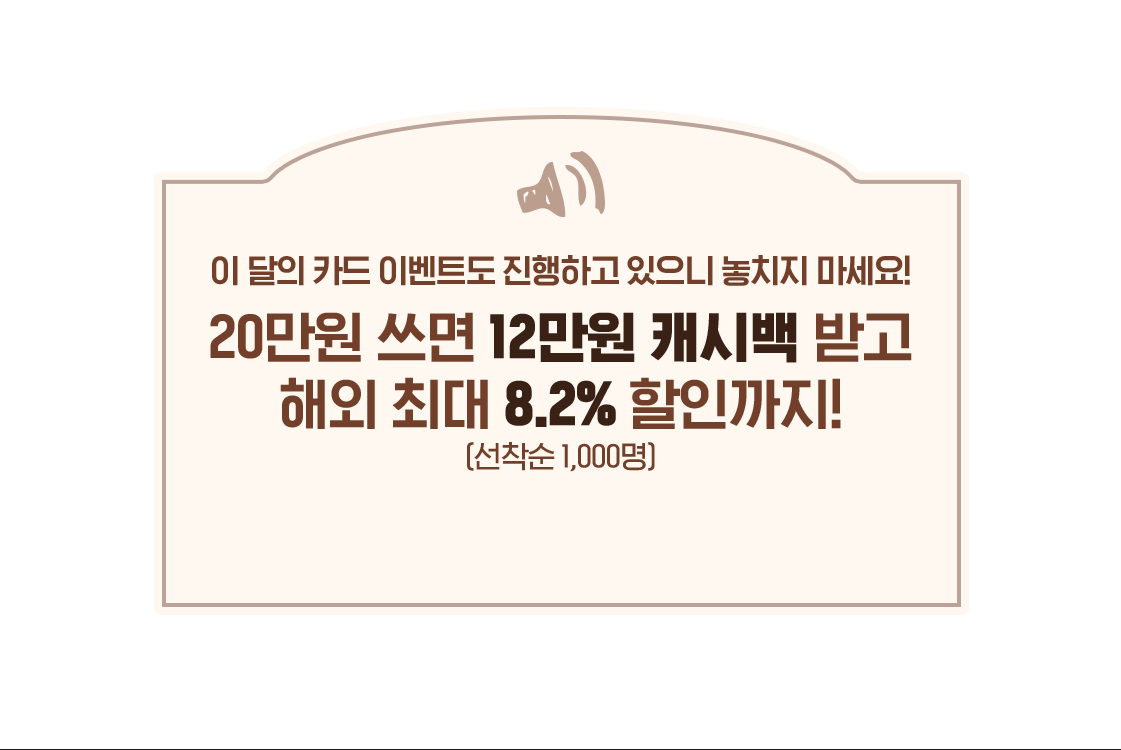 이 달의 카드 이벤트도 진행하고 있으니 놓치지 마세요!
20만원 쓰면 12만원 캐시백 받고
해외 최대 8.2% 할인까지!
(선착순 1,000명)